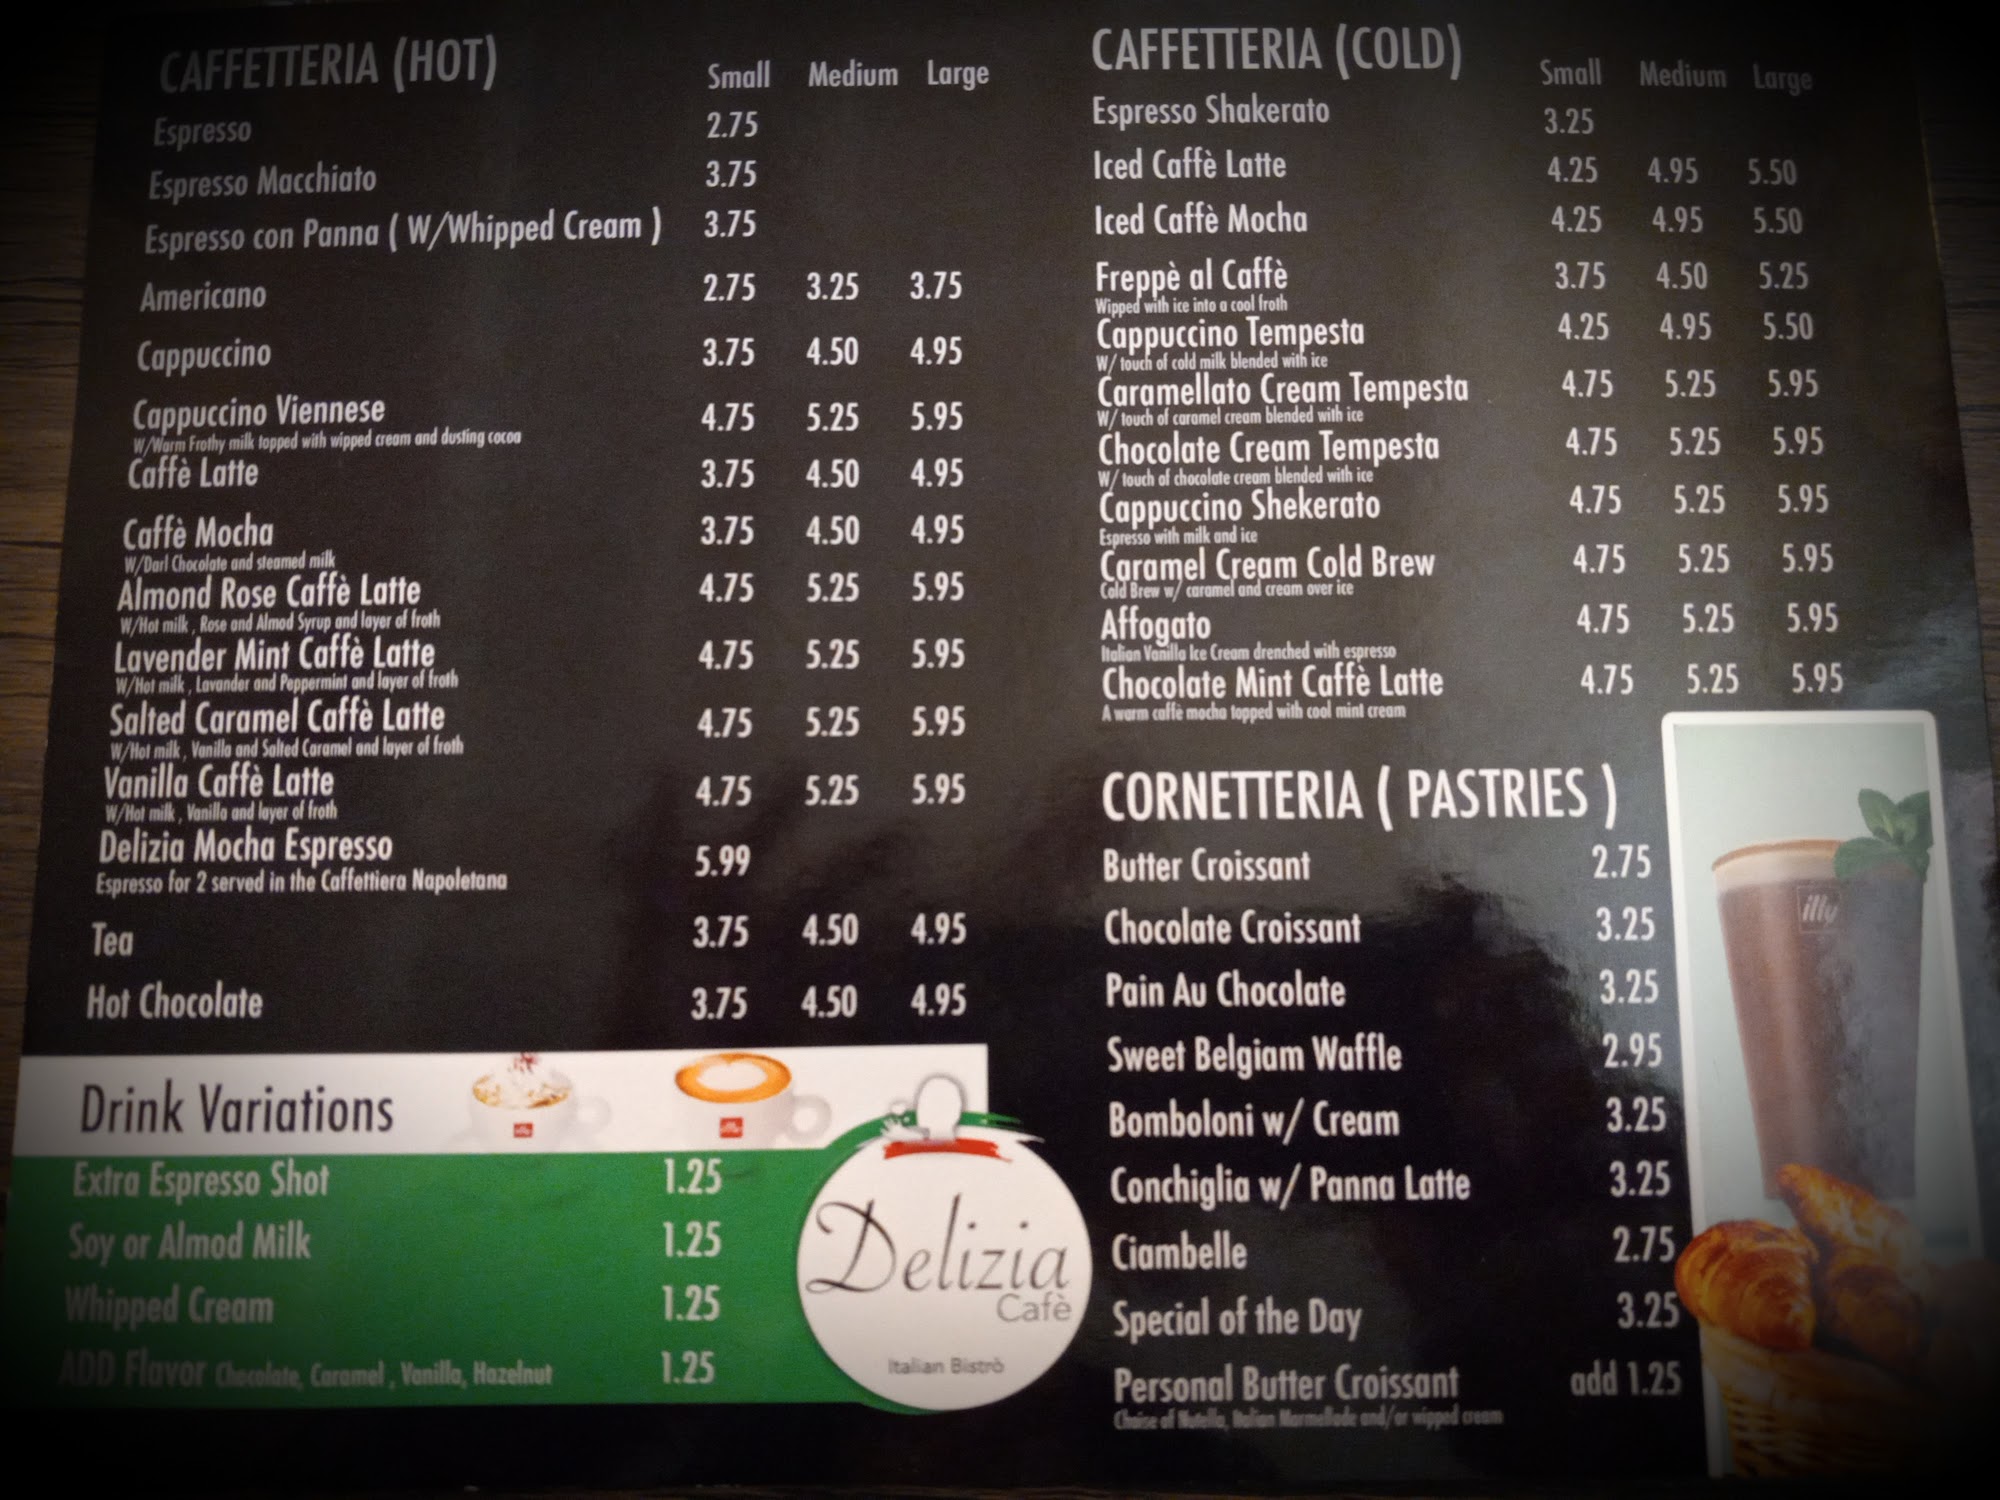 CAFFETTERIA (HOT) Small Medium Large
Espresso 2.75
Espresso Macchiato 3.75
Espresso con Panna ( W/Whipped Cream ) 3.75
Americano 2.75 3.25 3.75
Cappuccino 3.75 4.50 4.95
Cappuccino Viennese 4.75 5.25 5.95
W/Warm Frothy milk topped with wipped cream and dusting cocoa
Caffè Latte 3.75 4.50 4.95
Caffè Mocha 3.75 4.50 4.95
W/Darl Chocolate and steamed milk
Almond Rose Caffè Latte 4.75 5.25 5.95
W/Hot milk , Rose and Almod Syrup and layer of froth
Lavender Mint Caffè Latte 4.75 5.25 5.95
W/Hot milk , Lavander and Peppermint and layer of froth
Salted Caramel Caffè Latte 4.75 5.25 5.95
W/Hot milk , Vanilla and Salted Caramel and layer of froth
Vanilla Caffè Latte 4.75 5.25 5.95
W/Hot milk , Vanilla and layer of froth
Delizia Mocha Espresso 5.99
Espresso for 2 served in the Caffettiera Napoletana
Tea 3.75 4.50 4.95
Hot Chocolate 3.75 4.50 4.95
Drink Variations
Extra Espresso Shot 1.25
Soy or Almod Milk 1.25
Whipped Cream 1.25
ADD Flavor Chocolate, Caramel , Vanilla, Hazelnut 1.25
Delizia
Cafè
Italian Bistrò
CAFFETTERIA (COLD) Small Medium Large
Espresso Shakerato 3.25
Iced Caffè Latte 4.25 4.95 5.50
Iced Caffè Mocha 4.25 4.95 5.50
Freppè al Caffè 3.75 4.50 5.25
Wipped with ice into a cool froth
Cappuccino Tempesta 4.25 4.95 5.50
W/ touch of cold milk blended with ice
Caramellato Cream Tempesta 4.75 5.25 5.95
W/ touch of caramel cream blended with ice
Chocolate Cream Tempesta 4.75 5.25 5.95
W/ touch of chocolate cream blended with ice
Cappuccino Shekerato 4.75 5.25 5.95
Espresso with milk and ice
Caramel Cream Cold Brew 4.75 5.25 5.95
Cold Brew w/ caramel and cream over ice
Affogato 4.75 5.25 5.95
Italian Vanilla Ice Cream drenched with espresso
Chocolate Mint Caffè Latte 4.75 5.25 5.95
A warm caffè mocha topped with cool mint cream
CORNETTERIA ( PASTRIES )
Butter Croissant 2.75
Chocolate Croissant 3.25
Pain Au Chocolate 3.25
Sweet Belgiam Waffle 2.95
Bomboloni w/ Cream 3.25
Conchiglia w/ Panna Latte 3.25
Ciambelle 2.75
Special of the Day 3.25
Personal Butter Croissant add 1.25
Choise of Nutella, Italian Marmellade and/or wipped cream
illy